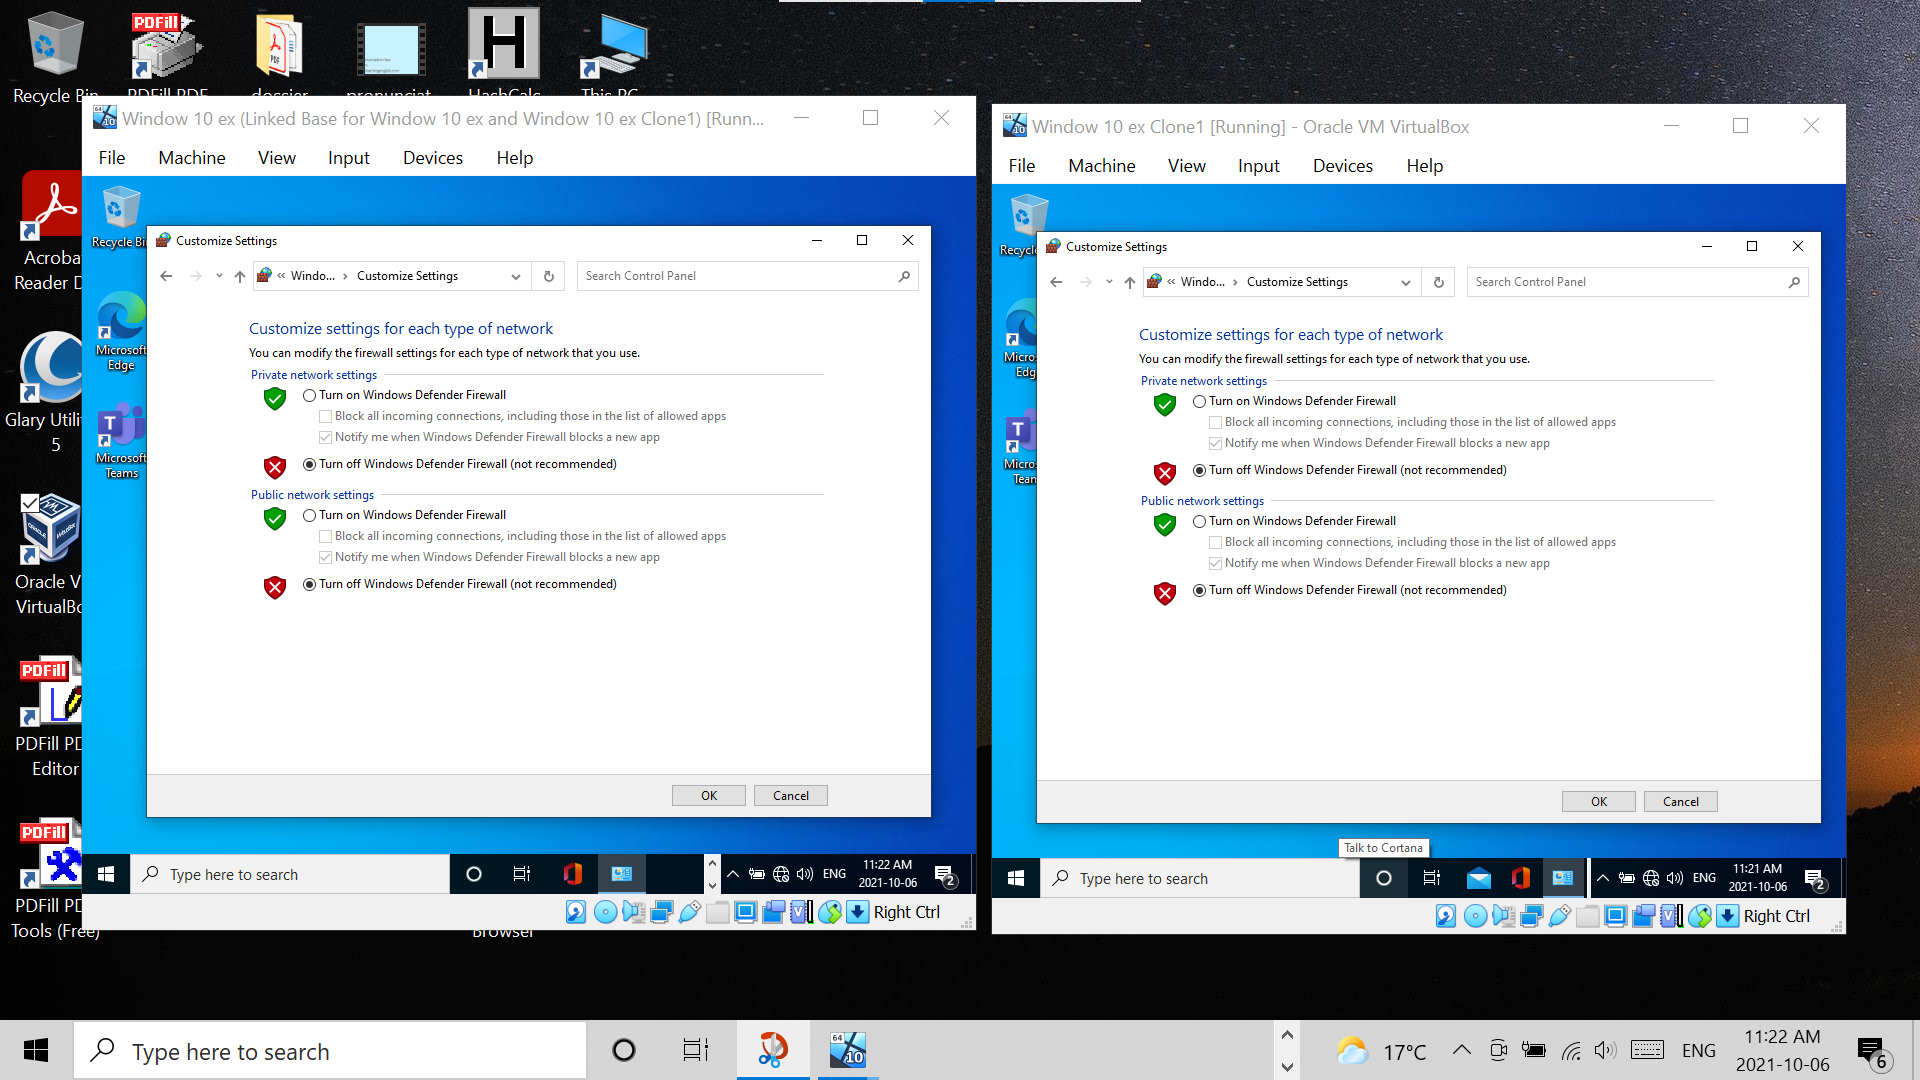 Recycle Bin
PDFill PDF
dossier
pronunciat
HashCalc
This PC
Acroba
Reader D
Glary Utili
5
Oracle V
VirtualBo
PDFill
PDFill PD
Editor
PDFill
PDFill PD
Tools (Free)
Browser
Window 10 ex (Linked Base for Window 10 ex and Window 10 ex Clone1) [Runn...
File Machine View Input Devices Help
Recycle Bi
Microsoft
Edge
Microsoft
Teams
Customize Settings
« Windo... › Customize Settings
Search Control Panel
Customize settings for each type of network
You can modify the firewall settings for each type of network that you use.
Private network settings
Turn on Windows Defender Firewall
Block all incoming connections, including those in the list of allowed apps
Notify me when Windows Defender Firewall blocks a new app
Turn off Windows Defender Firewall (not recommended)
Public network settings
Turn on Windows Defender Firewall
Block all incoming connections, including those in the list of allowed apps
Notify me when Windows Defender Firewall blocks a new app
Turn off Windows Defender Firewall (not recommended)
OK Cancel
Type here to search
ENG
11:22 AM
2021-10-06
2
Right Ctrl
Window 10 ex Clone1 [Running] - Oracle VM VirtualBox
File Machine View Input Devices Help
Recycle
Micros
Edg
Micros
Tean
Customize Settings
« Windo... › Customize Settings
Search Control Panel
Customize settings for each type of network
You can modify the firewall settings for each type of network that you use.
Private network settings
Turn on Windows Defender Firewall
Block all incoming connections, including those in the list of allowed apps
Notify me when Windows Defender Firewall blocks a new app
Turn off Windows Defender Firewall (not recommended)
Public network settings
Turn on Windows Defender Firewall
Block all incoming connections, including those in the list of allowed apps
Notify me when Windows Defender Firewall blocks a new app
Turn off Windows Defender Firewall (not recommended)
OK Cancel
Talk to Cortana
Type here to search
ENG
11:21 AM
2021-10-06
2
Right Ctrl
Type here to search
17°C
ENG
11:22 AM
2021-10-06
6